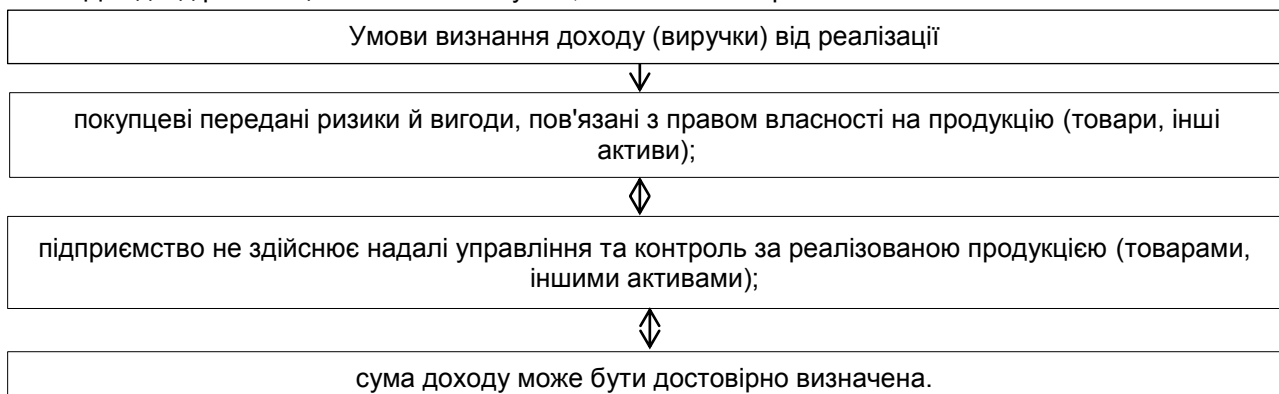 Умови визнання доходу (виручки) від реалізації
покупцеві передані ризики й вигоди, пов'язані з правом власності на продукцію (товари, інші
активи);
підприємство не здійснює надалі управління та контроль за реалізованою продукцією (товарами,
іншими активами);
сума доходу може бути достовірно визначена.